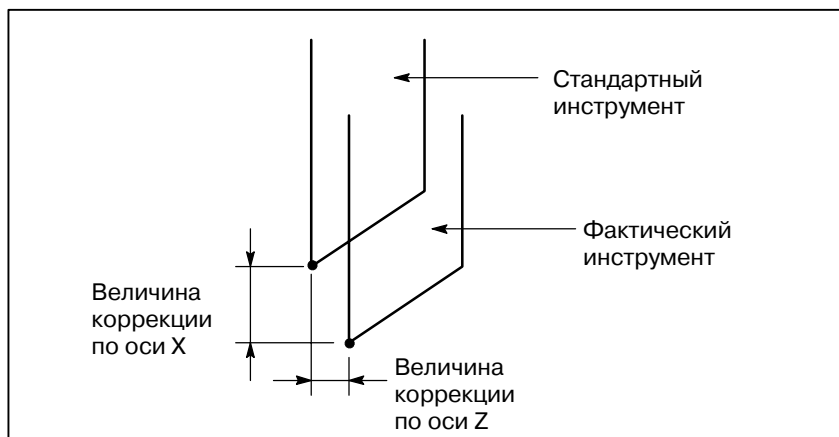 Стандартный
инструмент
Фактический
инструмент
Величина
коррекции
по оси X
Величина
коррекции
по оси Z